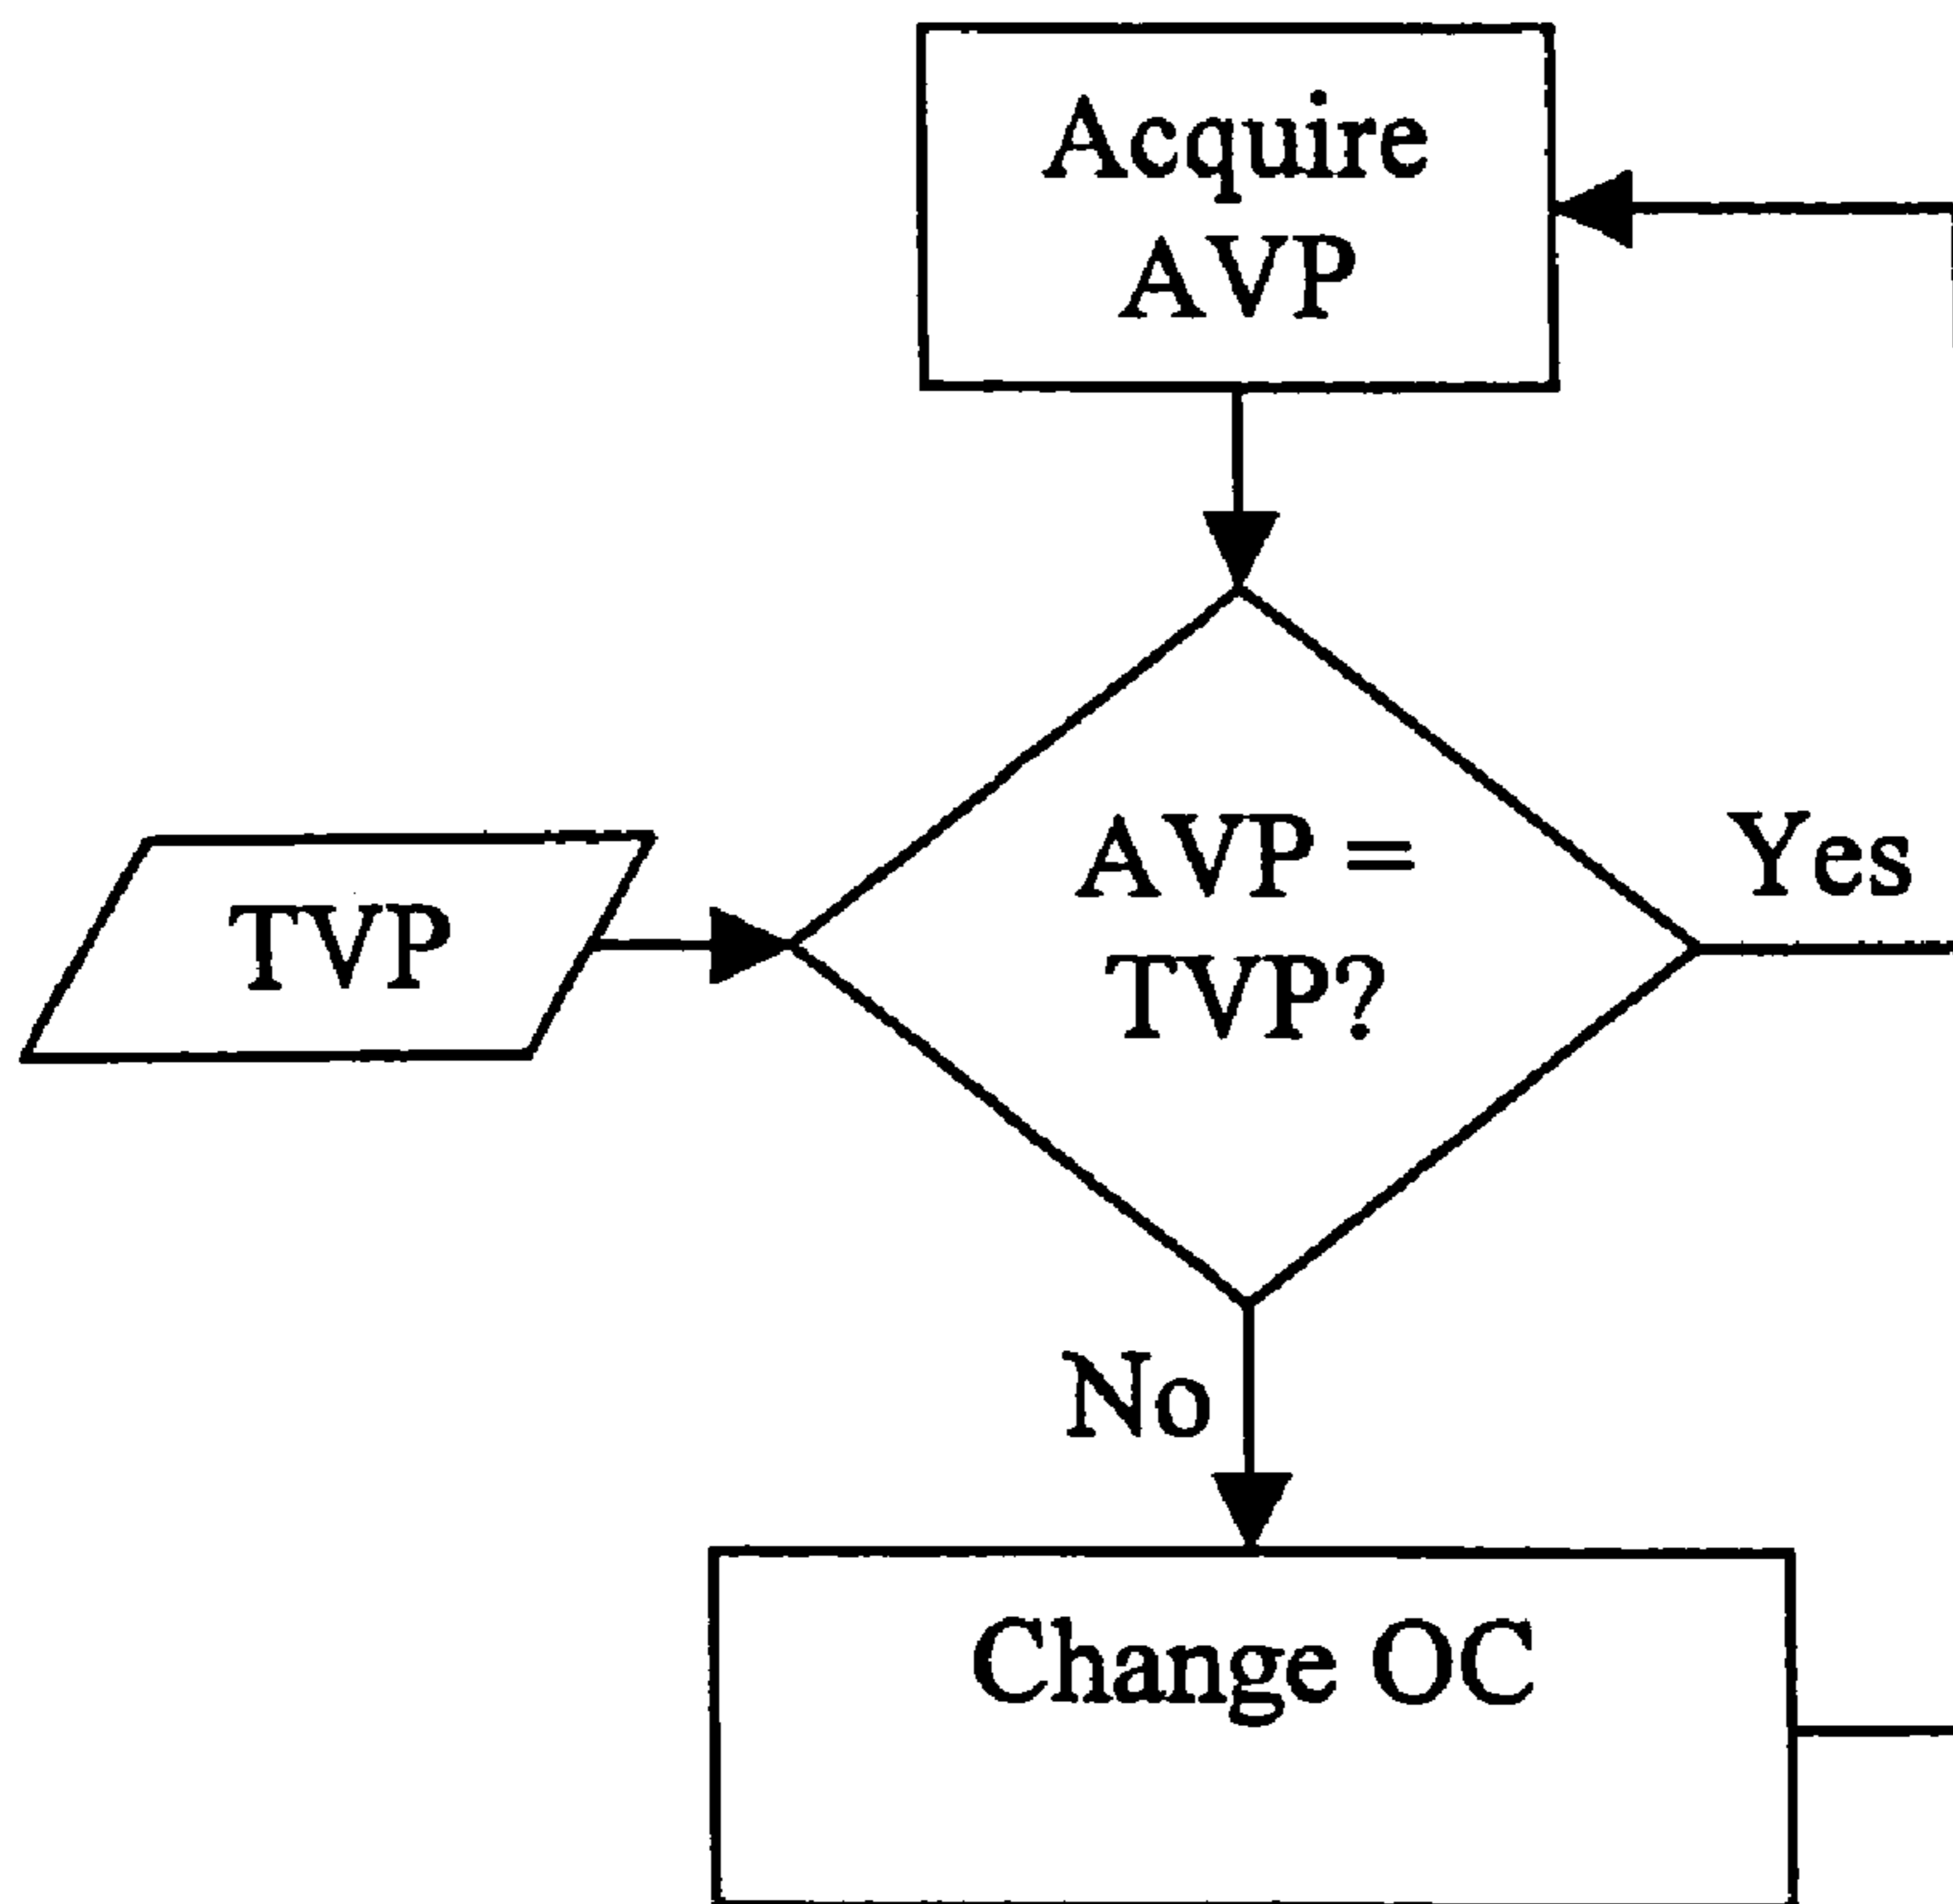 Acquire
AVP
AVP =
TVP?
Yes
TVP
No
Change OC